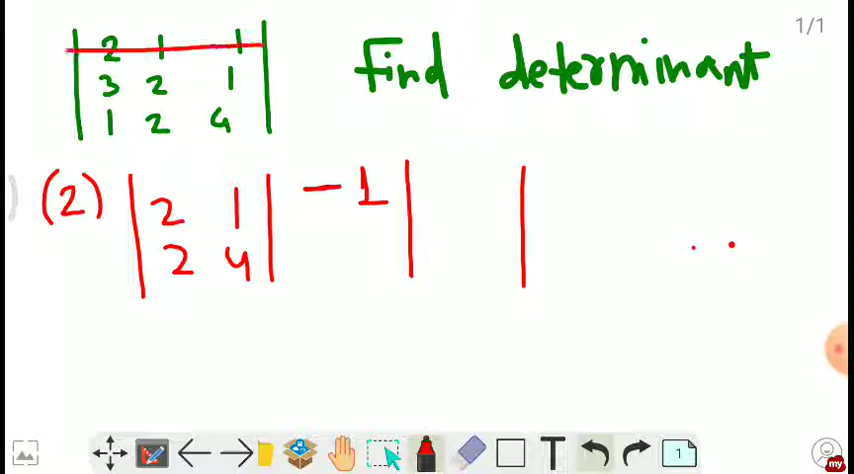 1/1
2 1 1
3 2 1
1 2 4
Find determinant
(2) | 2 1 | - 1 | |
| 2 4 |
T 1
my